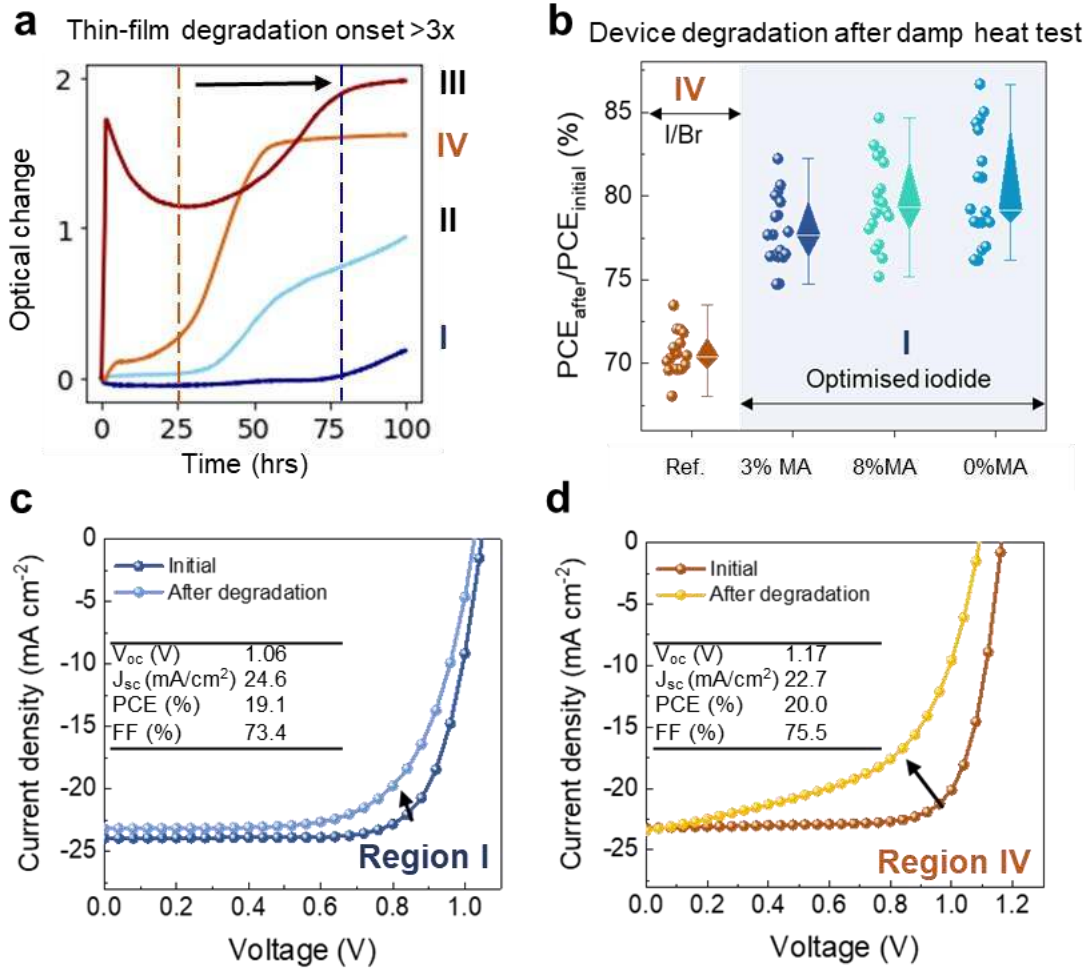 a
Thin-film degradation onset >3x
2
1
0
0
25
50
75
100
Optical change
Time (hrs)
III
IV
II
I
b
Device degradation after damp heat test
85
80
75
70
PCEafter/PCEinitial (%)
IV
I/Br
I
Optimised iodide
Ref.
3% MA
8%MA
0%MA
c
0
-5
-10
-15
-20
-25
Current density (mA cm⁻²)
Initial
After degradation
Voc (V) 1.06
Jsc (mA/cm²) 24.6
PCE (%) 19.1
FF (%) 73.4
Region I
0.0
0.2
0.4
0.6
0.8
1.0
Voltage (V)
d
0
-5
-10
-15
-20
-25
Current density (mA cm⁻²)
Initial
After degradation
Voc (V) 1.17
Jsc (mA/cm²) 22.7
PCE (%) 20.0
FF (%) 75.5
Region IV
0.0
0.2
0.4
0.6
0.8
1.0
1.2
Voltage (V)